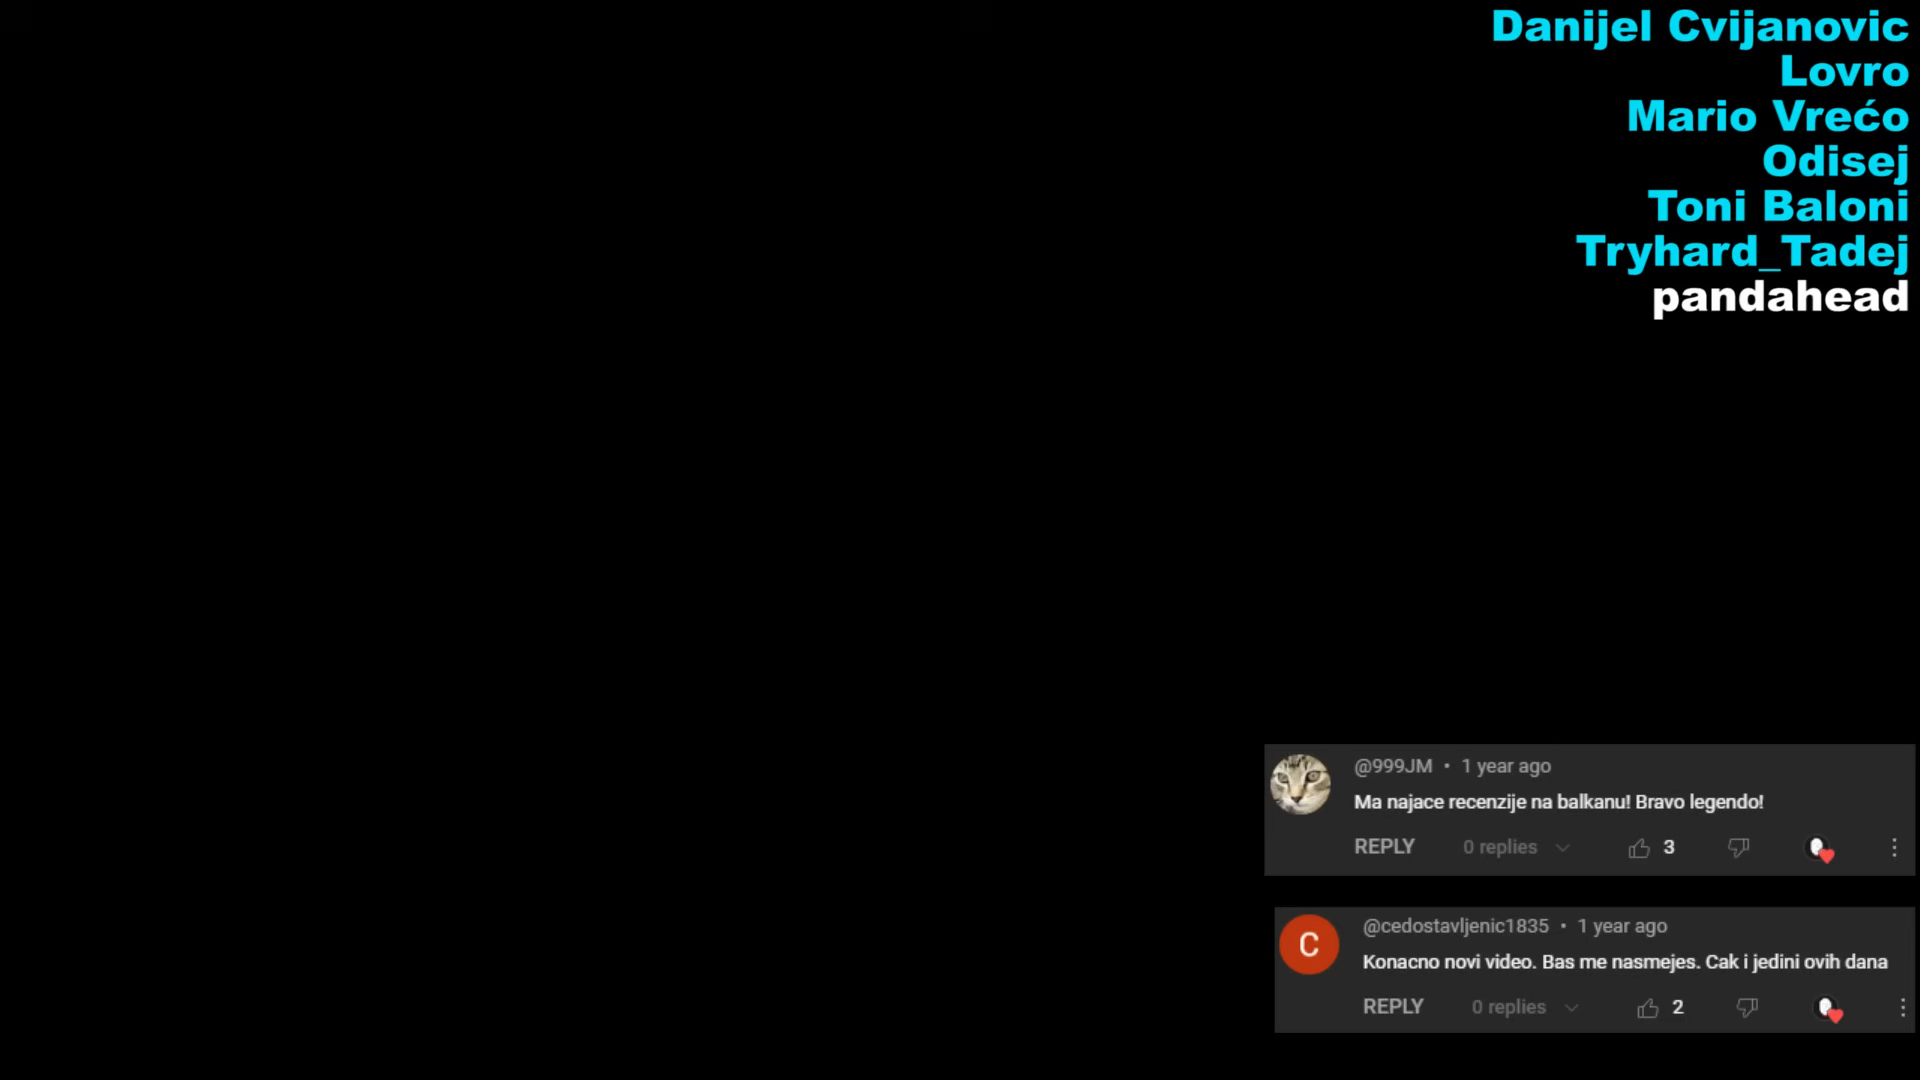 Danijel Cvijanovic
Lovro
Mario Vrećo
Odisej
Toni Baloni
Tryhard_Tadej
pandahead
@999JM • 1 year ago
Ma najace recenzije na balkanu! Bravo legendo!
REPLY 0 replies 3
C
@cedostavljenic1835 • 1 year ago
Konacno novi video. Bas me nasmejes. Cak i jedini ovih dana
REPLY 0 replies 2